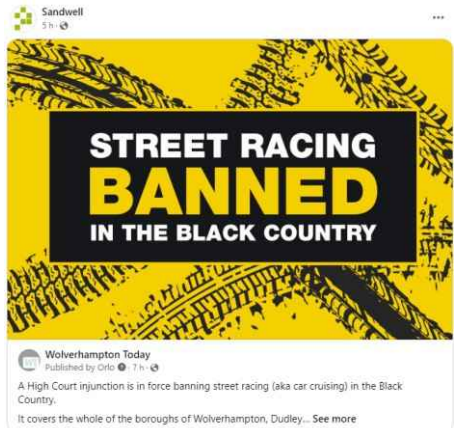 Sandwell
5 h ·
STREET RACING
BANNED
IN THE BLACK COUNTRY
Wolverhampton Today
Published by Orlo · 7 h ·
A High Court injunction is in force banning street racing (aka car cruising) in the Black
Country.
It covers the whole of the boroughs of Wolverhampton, Dudley... See more